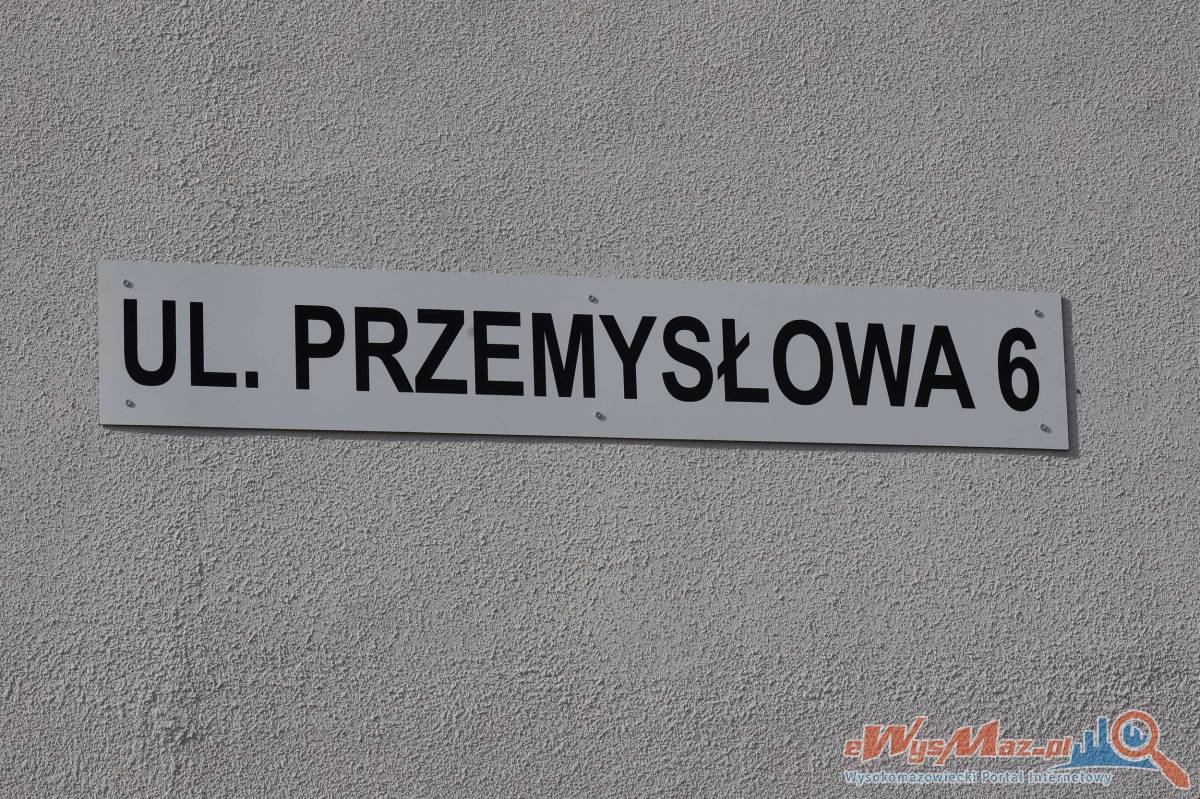 UL. PRZEMYSŁOWA 6
eWysMaz.pl
Wysokomazowiecki Portal Internetowy